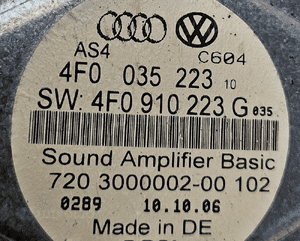 AS4 C604
4F0 035 223 10
SW: 4F0 910 223 G 035
Sound Amplifier Basic
720 3000002-00 102
0289 10.10.06
Made in DE